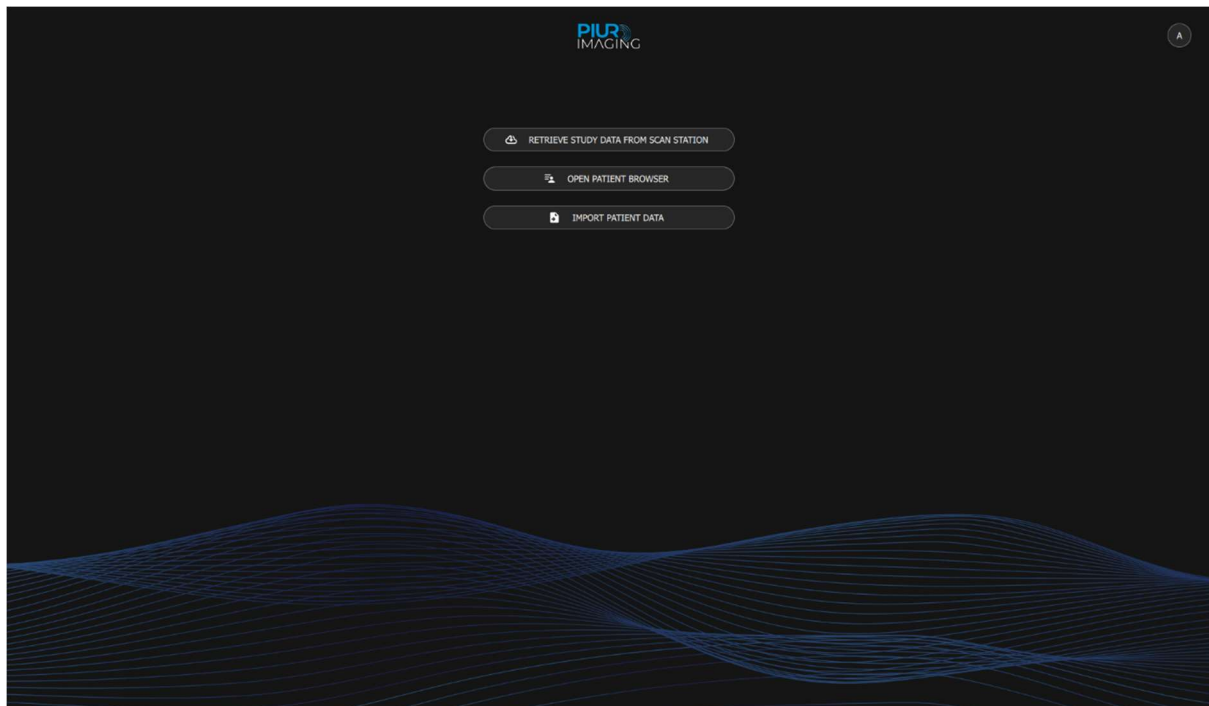 PIUR
IMAGING
A
RETRIEVE STUDY DATA FROM SCAN STATION
OPEN PATIENT BROWSER
IMPORT PATIENT DATA